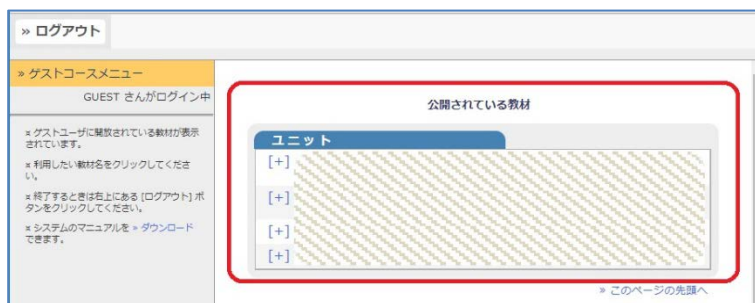 » ログアウト
» ゲストコースメニュー
GUEST さんがログイン中
¤ ゲストユーザに開放されている教材が表示
されています。
¤ 利用したい教材名をクリックしてくださ
い。
¤ 終了するときは右上にある [ログアウト] ボ
タンをクリックしてください。
¤ システムのマニュアルを » ダウンロード
できます。
公開されている教材
ユニット
[+]
[+]
[+]
[+]
» このページの先頭へ